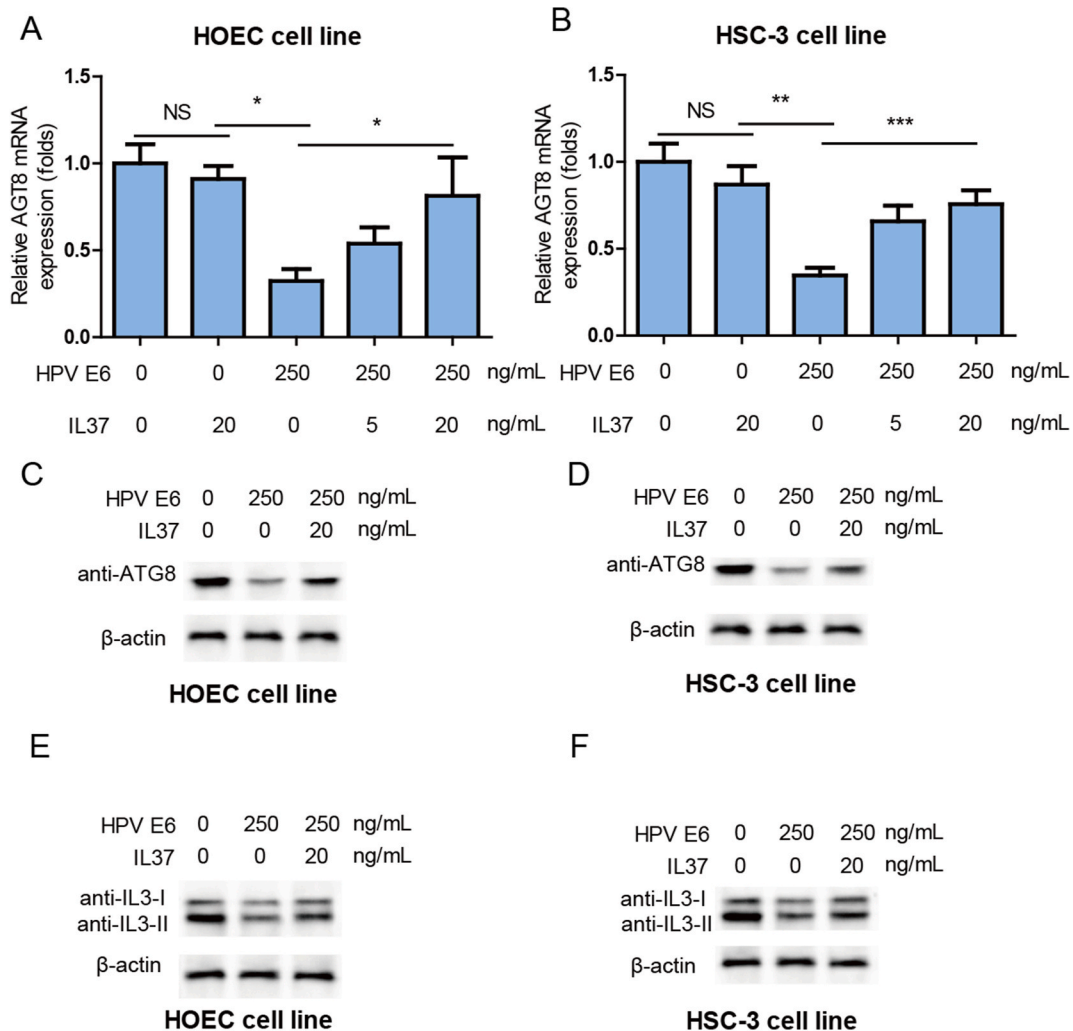 A
HOEC cell line
Relative AGT8 mRNA
expression (folds)
1.5
1.0
0.5
0.0
NS
*
*
HPV E6 0 0 250 250 250 ng/mL
IL37 0 20 0 5 20 ng/mL
B
HSC-3 cell line
Relative AGT8 mRNA
expression (folds)
1.5
1.0
0.5
0.0
NS
**
***
HPV E6 0 0 250 250 250 ng/mL
IL37 0 20 0 5 20 ng/mL
C
HPV E6 0 250 250 ng/mL
IL37 0 0 20 ng/mL
anti-ATG8
β-actin
HOEC cell line
D
HPV E6 0 250 250 ng/mL
IL37 0 0 20 ng/mL
anti-ATG8
β-actin
HSC-3 cell line
E
HPV E6 0 250 250 ng/mL
IL37 0 0 20 ng/mL
anti-IL3-I
anti-IL3-II
β-actin
HOEC cell line
F
HPV E6 0 250 250 ng/mL
IL37 0 0 20 ng/mL
anti-IL3-I
anti-IL3-II
β-actin
HSC-3 cell line